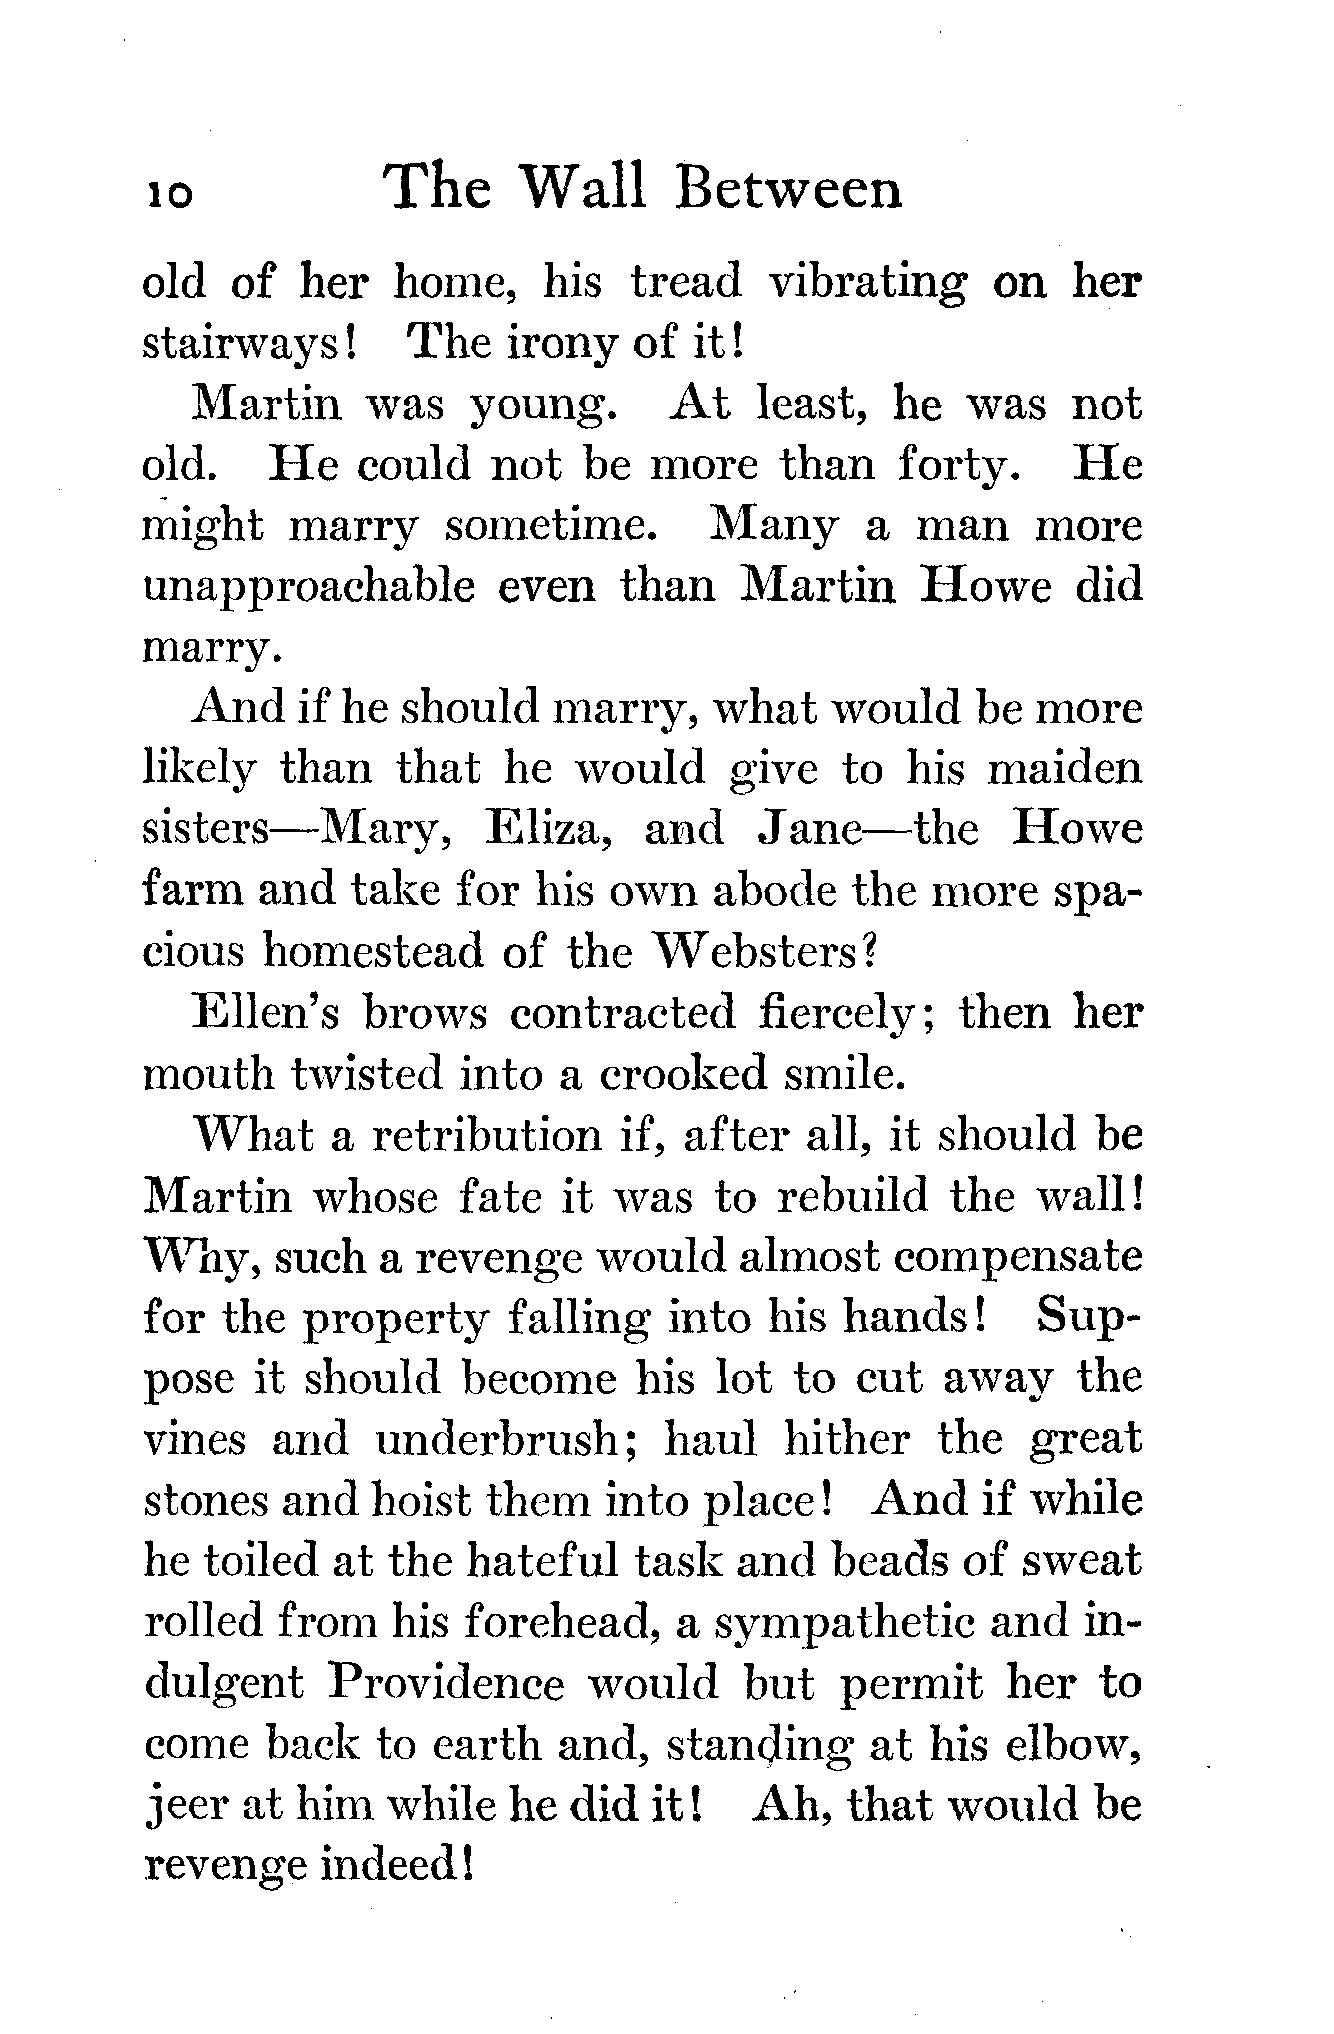 10 The Wall Between
old of her home, his tread vibrating on her
stairways! The irony of it!
Martin was young. At least, he was not
old. He could not be more than forty. He
might marry sometime. Many a man more
unapproachable even than Martin Howe did
marry.
And if he should marry, what would be more
likely than that he would give to his maiden
sisters—Mary, Eliza, and Jane—the Howe
farm and take for his own abode the more spa-
cious homestead of the Websters?
Ellen's brows contracted fiercely; then her
mouth twisted into a crooked smile.
What a retribution if, after all, it should be
Martin whose fate it was to rebuild the wall!
Why, such a revenge would almost compensate
for the property falling into his hands! Sup-
pose it should become his lot to cut away the
vines and underbrush; haul hither the great
stones and hoist them into place! And if while
he toiled at the hateful task and beads of sweat
rolled from his forehead, a sympathetic and in-
dulgent Providence would but permit her to
come back to earth and, standing at his elbow,
jeer at him while he did it! Ah, that would be
revenge indeed!